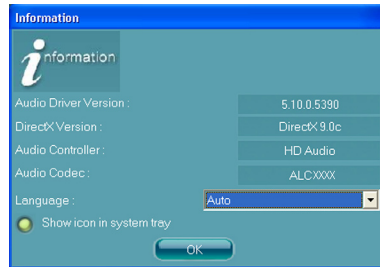 Information
information
Audio Driver Version : 5.10.0.5390
DirectX Version : DirectX 9.0c
Audio Controller : HD Audio
Audio Codec : ALCXXXX
Language : Auto
Show icon in system tray
OK